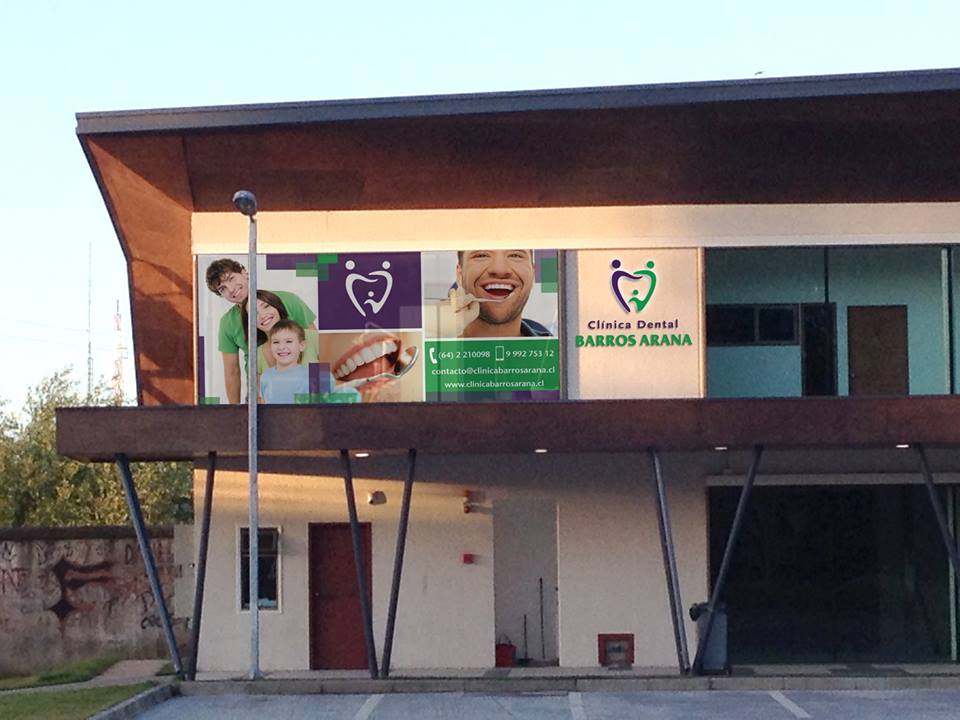 (64) 2 210098 9 992 753 12
contacto@clinicabarrosarana.cl
www.clinicabarrosarana.cl
Clínica Dental
BARROS ARANA